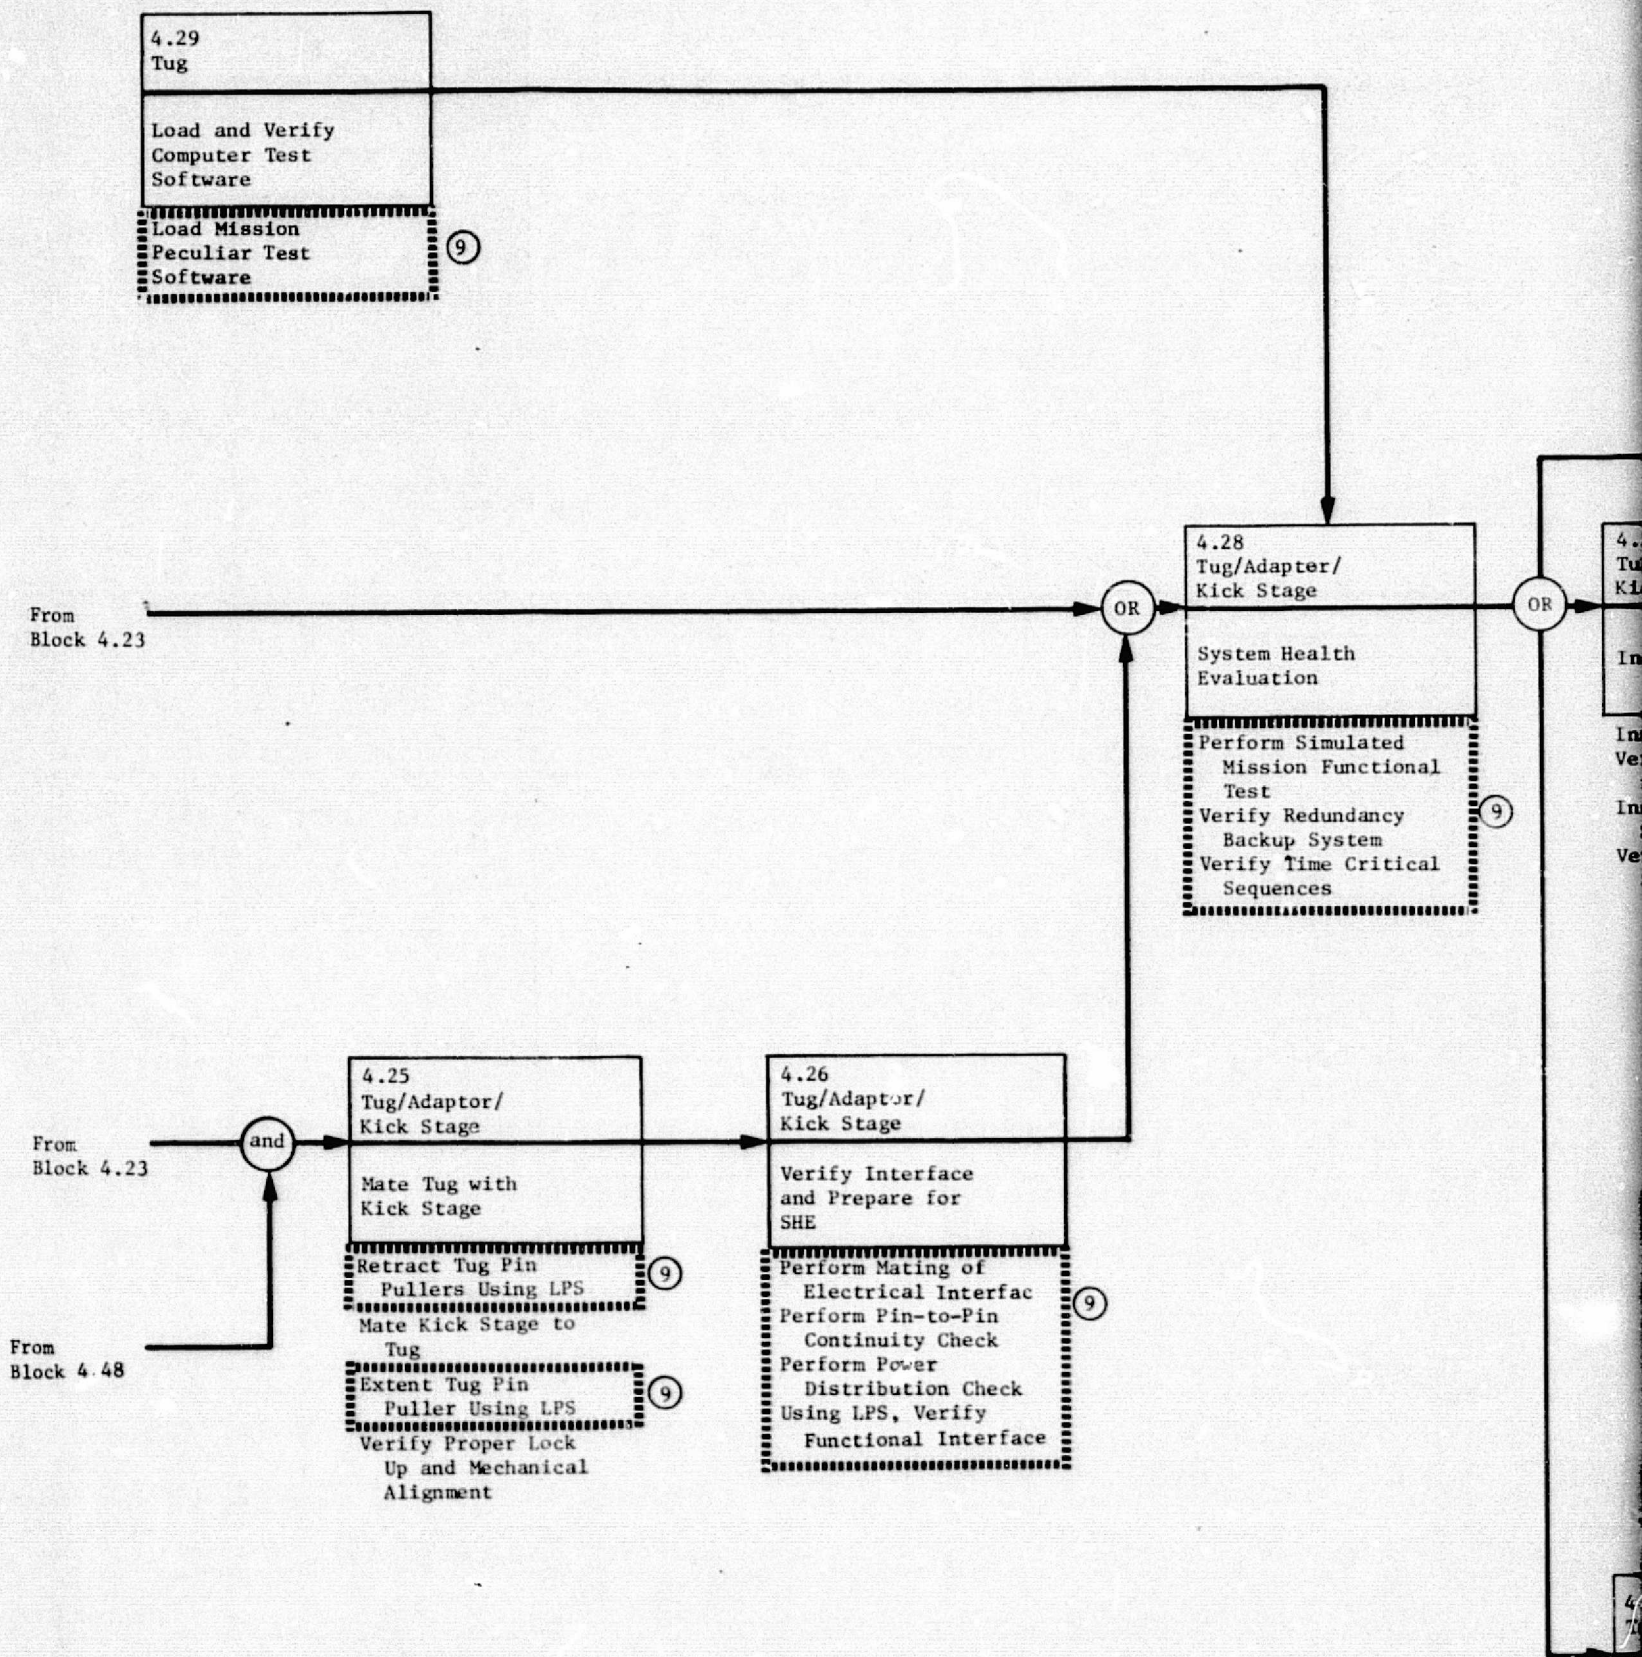 4.29
Tug
Load and Verify
Computer Test
Software
Load Mission
Peculiar Test
Software
9
From
Block 4.23
OR
4.28
Tug/Adapter/
Kick Stage
System Health
Evaluation
Perform Simulated
Mission Functional
Test
Verify Redundancy
Backup System
Verify Time Critical
Sequences
9
OR
From
Block 4.23
and
From
Block 4.48
4.25
Tug/Adaptor/
Kick Stage
Mate Tug with
Kick Stage
Retract Tug Pin
Pullers Using LPS
9
Mate Kick Stage to
Tug
Extent Tug Pin
Puller Using LPS
9
Verify Proper Lock
Up and Mechanical
Alignment
4.26
Tug/Adaptor/
Kick Stage
Verify Interface
and Prepare for
SHE
Perform Mating of
Electrical Interfac
Perform Pin-to-Pin
Continuity Check
Perform Power
Distribution Check
Using LPS, Verify
Functional Interface
9